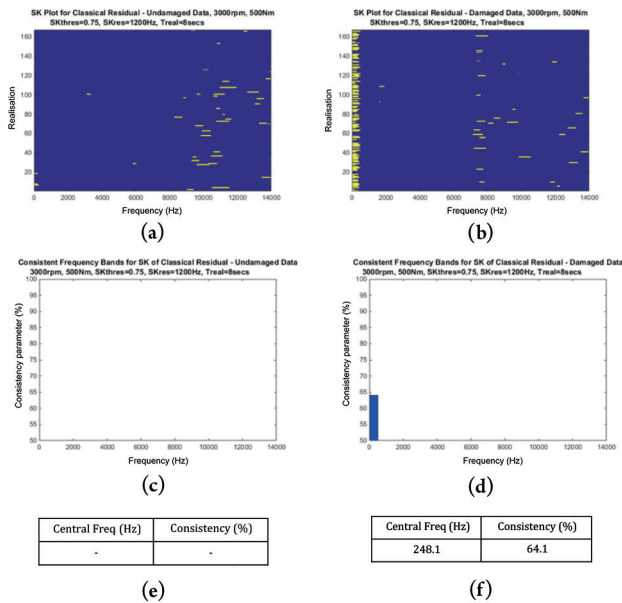 SK Plot for Classical Residual - Undamaged Data, 3000rpm, 500Nm
SKthres=0.75, SKres=1200Hz, Treal=8secs
160
140
120
100
80
60
40
20
Realisation
0 2000 4000 6000 8000 10000 12000 14000
Frequency (Hz)
(a)
SK Plot for Classical Residual - Damaged Data, 3000rpm, 500Nm
SKthres=0.75, SKres=1200Hz, Treal=8secs
160
140
120
100
80
60
40
20
Realisation
0 2000 4000 6000 8000 10000 12000 14000
Frequency (Hz)
(b)
Consistent Frequency Bands for SK of Classical Residual - Undamaged Data
3000rpm, 500Nm, SKthres=0.75, SKres=1200Hz, Treal=8secs
100
95
90
85
80
75
70
65
60
55
50
Consistency parameter (%)
0 2000 4000 6000 8000 10000 12000 14000
Frequency (Hz)
(c)
Consistent Frequency Bands for SK of Classical Residual - Damaged Data
3000rpm, 500Nm, SKthres=0.75, SKres=1200Hz, Treal=8secs
100
95
90
85
80
75
70
65
60
55
50
Consistency parameter (%)
0 2000 4000 6000 8000 10000 12000 14000
Frequency (Hz)
(d)
Central Freq (Hz) Consistency (%)
- -
(e)
Central Freq (Hz) Consistency (%)
248.1 64.1
(f)